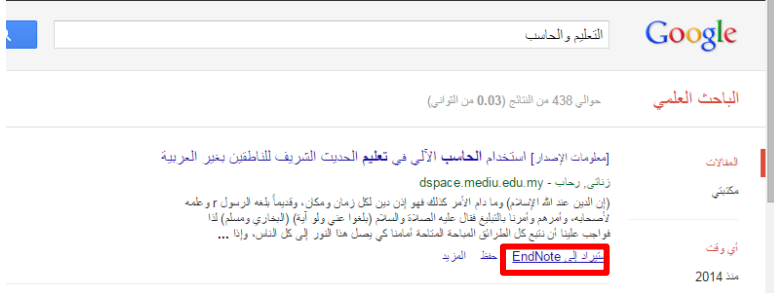 Google
التعليم والحاسب
الباحث العلمي
حوالي 438 من النتائج (0.03 من الثواني)
المقالات
مكتبتي
أي وقت
منذ 2014
[معلومات الإصدار] استخدام الحاسب الآلي في تعليم الحديث الشريف للناطقين بغير العربية
زناتي, رحاب - dspace.mediu.edu.my
(إن الدين عند الله الإسلام) وما دام الأمر كذلك فهو إذن دين لكل زمان ومكان، وقديماً بلغه الرسول r وعلمه
لأصحابه، وأمرهم وأمرنا بالتبليغ فقال عليه الصلاة والسلام (بلغوا عني ولو آية) (البخاري ومسلم) لذا
فواجب علينا أن نتبع كل الطرائق المباحة المتاحة أمامنا كي يصل هذا النور إلى كل الناس، وإذا ...
ستيراد إلى EndNote حفظ المزيد